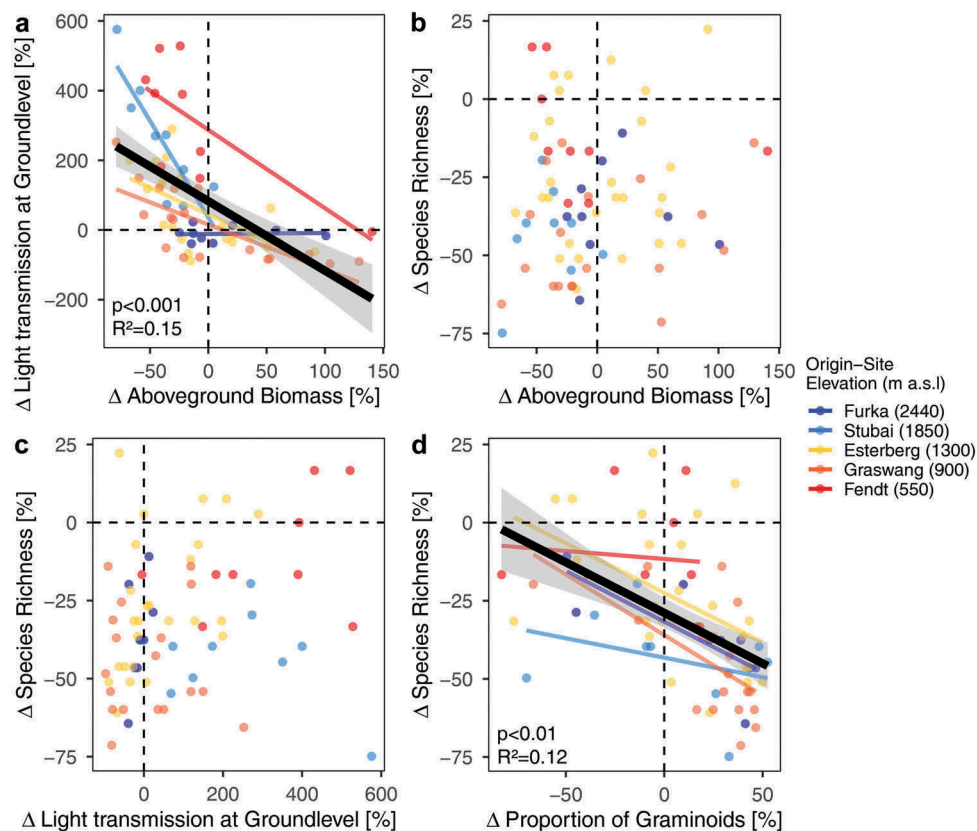 a
Δ Light transmission at Groundlevel [%]
600
400
200
0
−200
p<0.001
R²=0.15
−50 0 50 100 150
Δ Aboveground Biomass [%]
b
Δ Species Richness [%]
25
0
−25
−50
−75
−50 0 50 100 150
Δ Aboveground Biomass [%]
Origin−Site
Elevation (m a.s.l)
Furka (2440)
Stubai (1850)
Esterberg (1300)
Graswang (900)
Fendt (550)
c
Δ Species Richness [%]
25
0
−25
−50
−75
0 200 400 600
Δ Light transmission at Groundlevel [%]
d
Δ Species Richness [%]
25
0
−25
−50
−75
p<0.01
R²=0.12
−50 0 50
Δ Proportion of Graminoids [%]